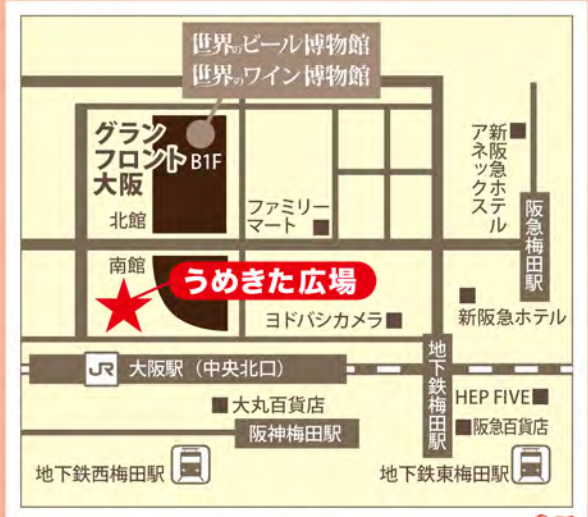 世界のビール博物館
世界のワイン博物館
グラン
フロント
大阪
B1F
北館
ファミリー
マート
新阪急ホテル
アネックス
阪急梅田駅
南館
うめきた広場
ヨドバシカメラ
新阪急ホテル
地下鉄梅田駅
JR 大阪駅（中央北口）
大丸百貨店
HEP FIVE
阪急百貨店
阪神梅田駅
地下鉄西梅田駅
地下鉄東梅田駅